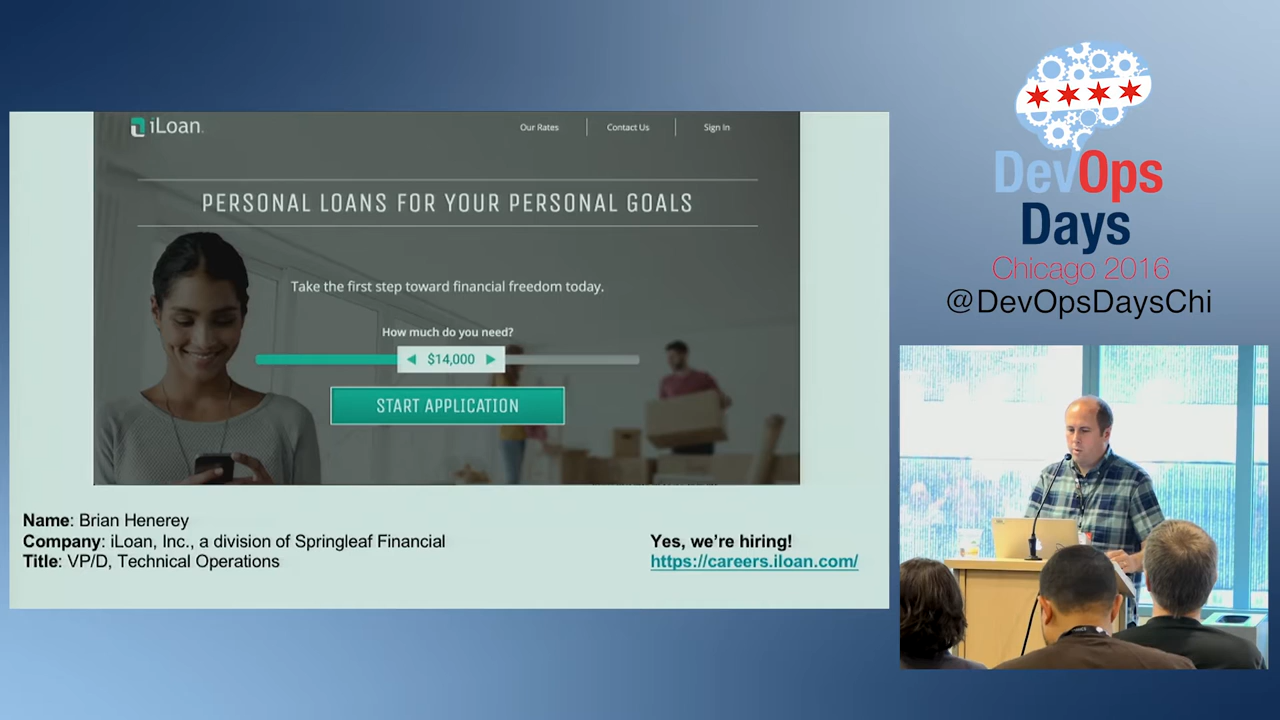 iLoan
Our Rates
Contact Us
Sign In
PERSONAL LOANS FOR YOUR PERSONAL GOALS
Take the first step toward financial freedom today.
How much do you need?
$14,000
START APPLICATION
Name: Brian Henerey
Company: iLoan, Inc., a division of Springleaf Financial
Title: VP/D, Technical Operations
Yes, we're hiring!
https://careers.iloan.com/
DevOps
Days
Chicago 2016
@DevOpsDaysChi